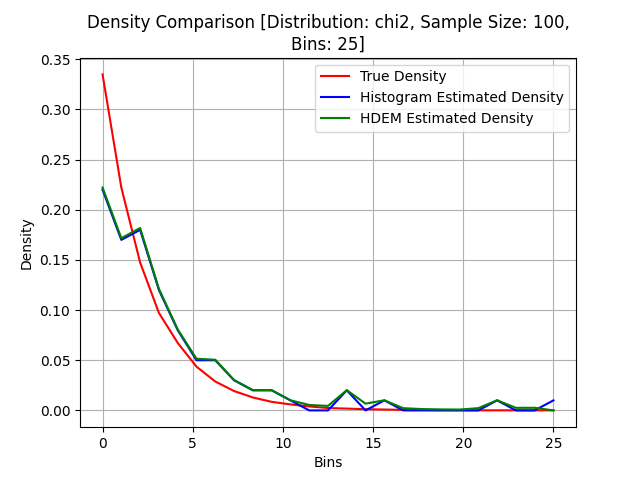 Density Comparison [Distribution: chi2, Sample Size: 100,
Bins: 25]
True Density
Histogram Estimated Density
HDEM Estimated Density
Density
0.35
0.30
0.25
0.20
0.15
0.10
0.05
0.00
0 5 10 15 20 25
Bins